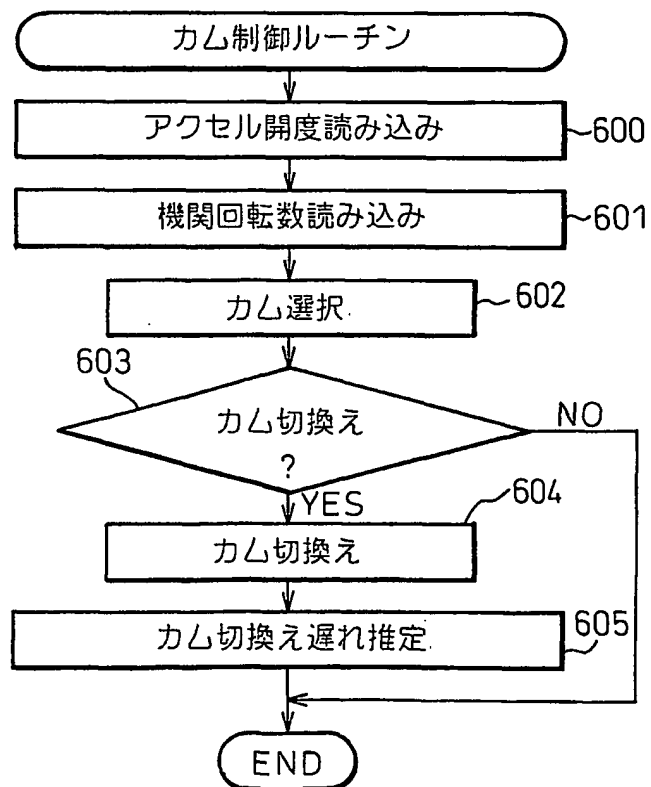 カム制御ルーチン
アクセル開度読み込み
600
機関回転数読み込み
601
カム選択
602
603
カム切換え
?
NO
YES
604
カム切換え
カム切換え遅れ推定
605
END